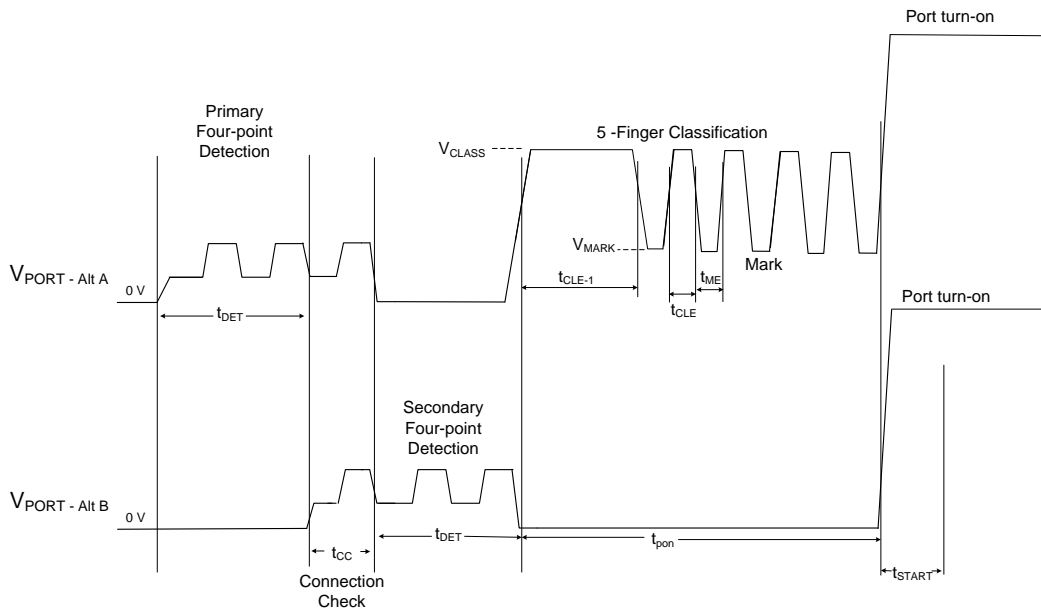 Port turn-on
Primary
Four-point
Detection
5 -Finger Classification
VCLASS
VMARK
Mark
VPORT - Alt A
0 V
tCLE-1
tME
tCLE
tDET
Port turn-on
Secondary
Four-point
Detection
VPORT - Alt B
0 V
tCC
tDET
tpon
tSTART
Connection
Check